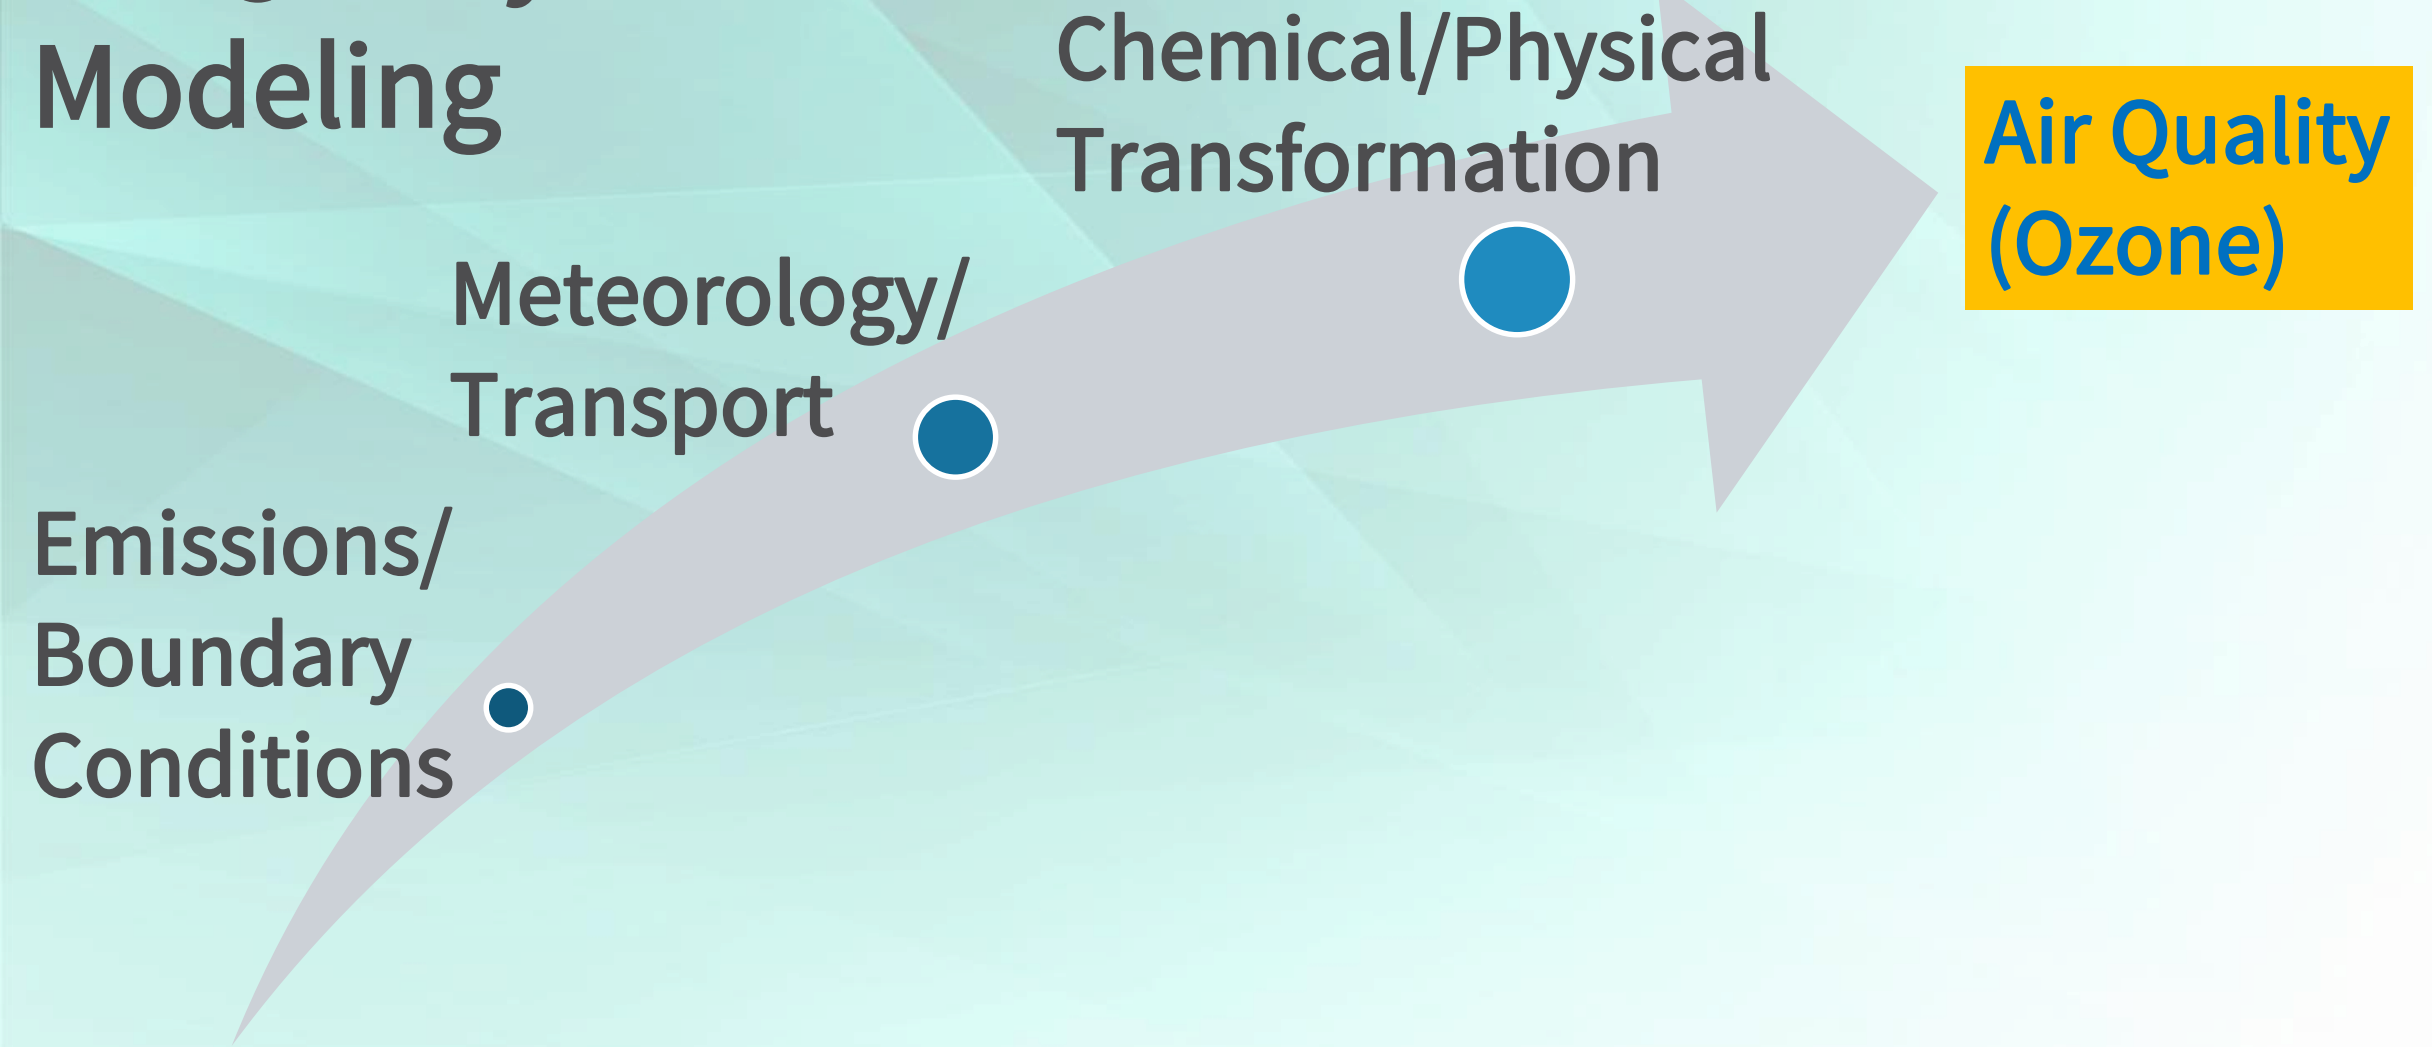 Modeling
Chemical/Physical
Transformation
Air Quality
(Ozone)
Meteorology/
Transport
Emissions/
Boundary
Conditions